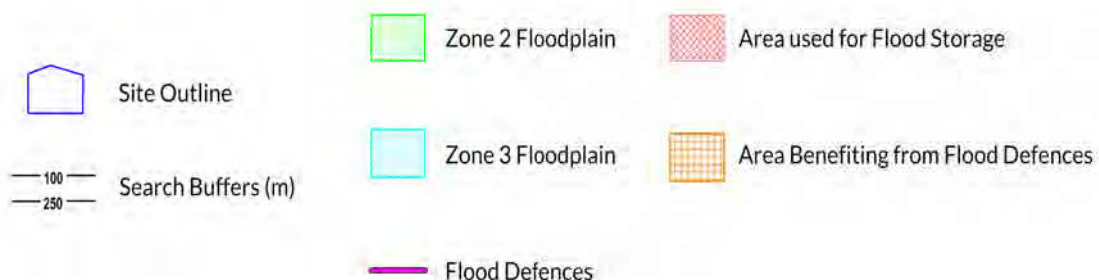 Site Outline
100
250
Search Buffers (m)
Zone 2 Floodplain
Zone 3 Floodplain
Flood Defences
Area used for Flood Storage
Area Benefiting from Flood Defences